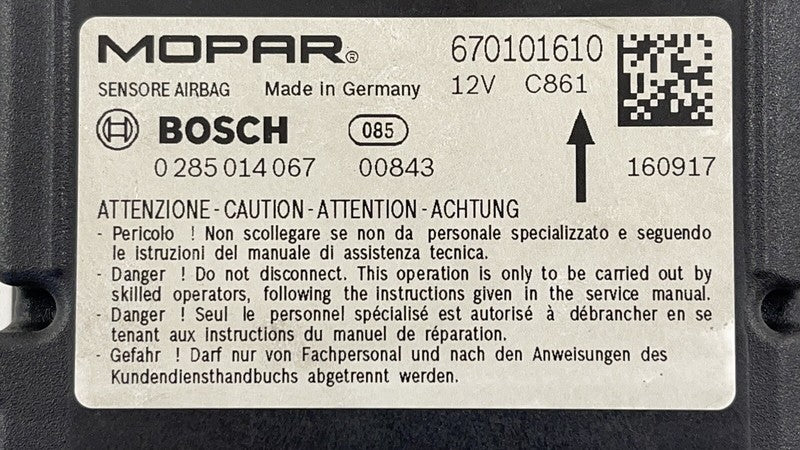 MOPAR® 670101610
SENSORE AIRBAG Made in Germany 12V C861
BOSCH 085
0 285 014 067 00843 160917
ATTENZIONE - CAUTION - ATTENTION - ACHTUNG
- Pericolo ! Non scollegare se non da personale specializzato e seguendo
le istruzioni del manuale di assistenza tecnica.
- Danger ! Do not disconnect. This operation is only to be carried out by
skilled operators, following the instructions given in the service manual.
- Danger ! Seul le personnel spécialisé est autorisé à débrancher en se
tenant aux instructions du manuel de réparation.
- Gefahr ! Darf nur von Fachpersonal und nach den Anweisungen des
Kundendiensthandbuchs abgetrennt werden.